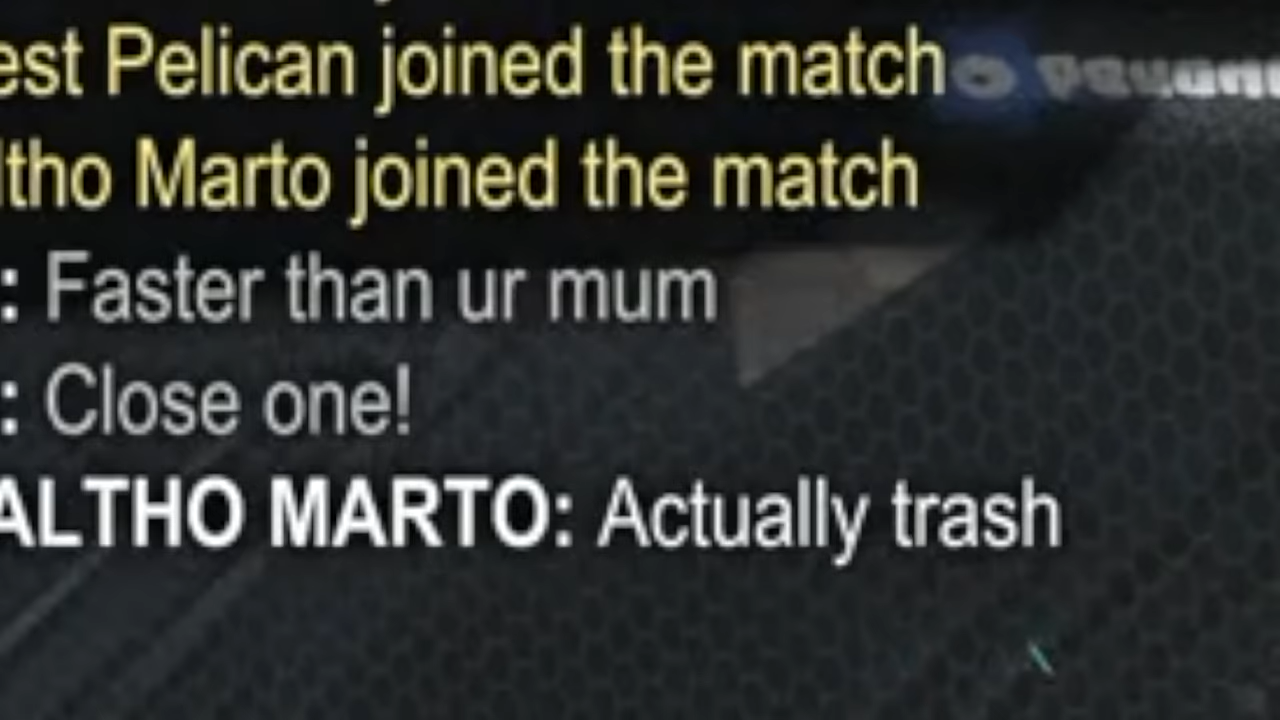 est Pelican joined the match
ltho Marto joined the match
: Faster than ur mum
: Close one!
ALTHO MARTO: Actually trash